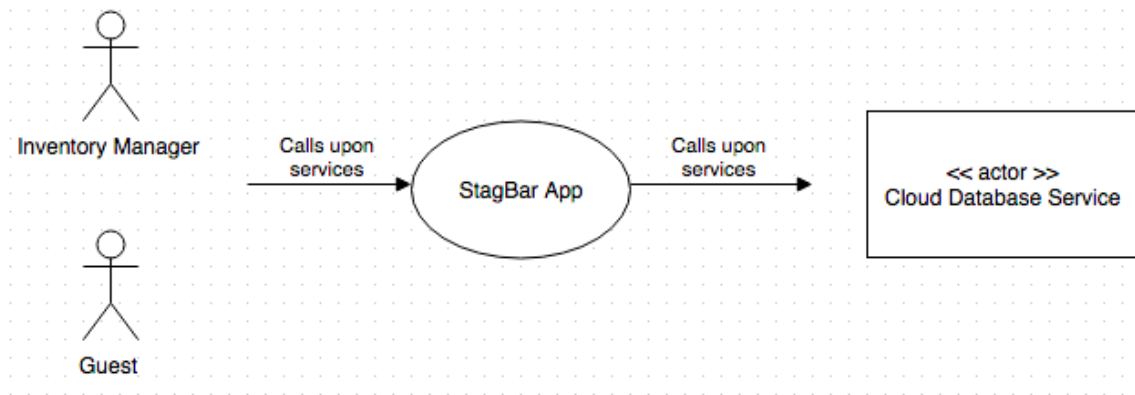 Inventory Manager
Calls upon
services
StagBar App
Calls upon
services
<< actor >>
Cloud Database Service
Guest